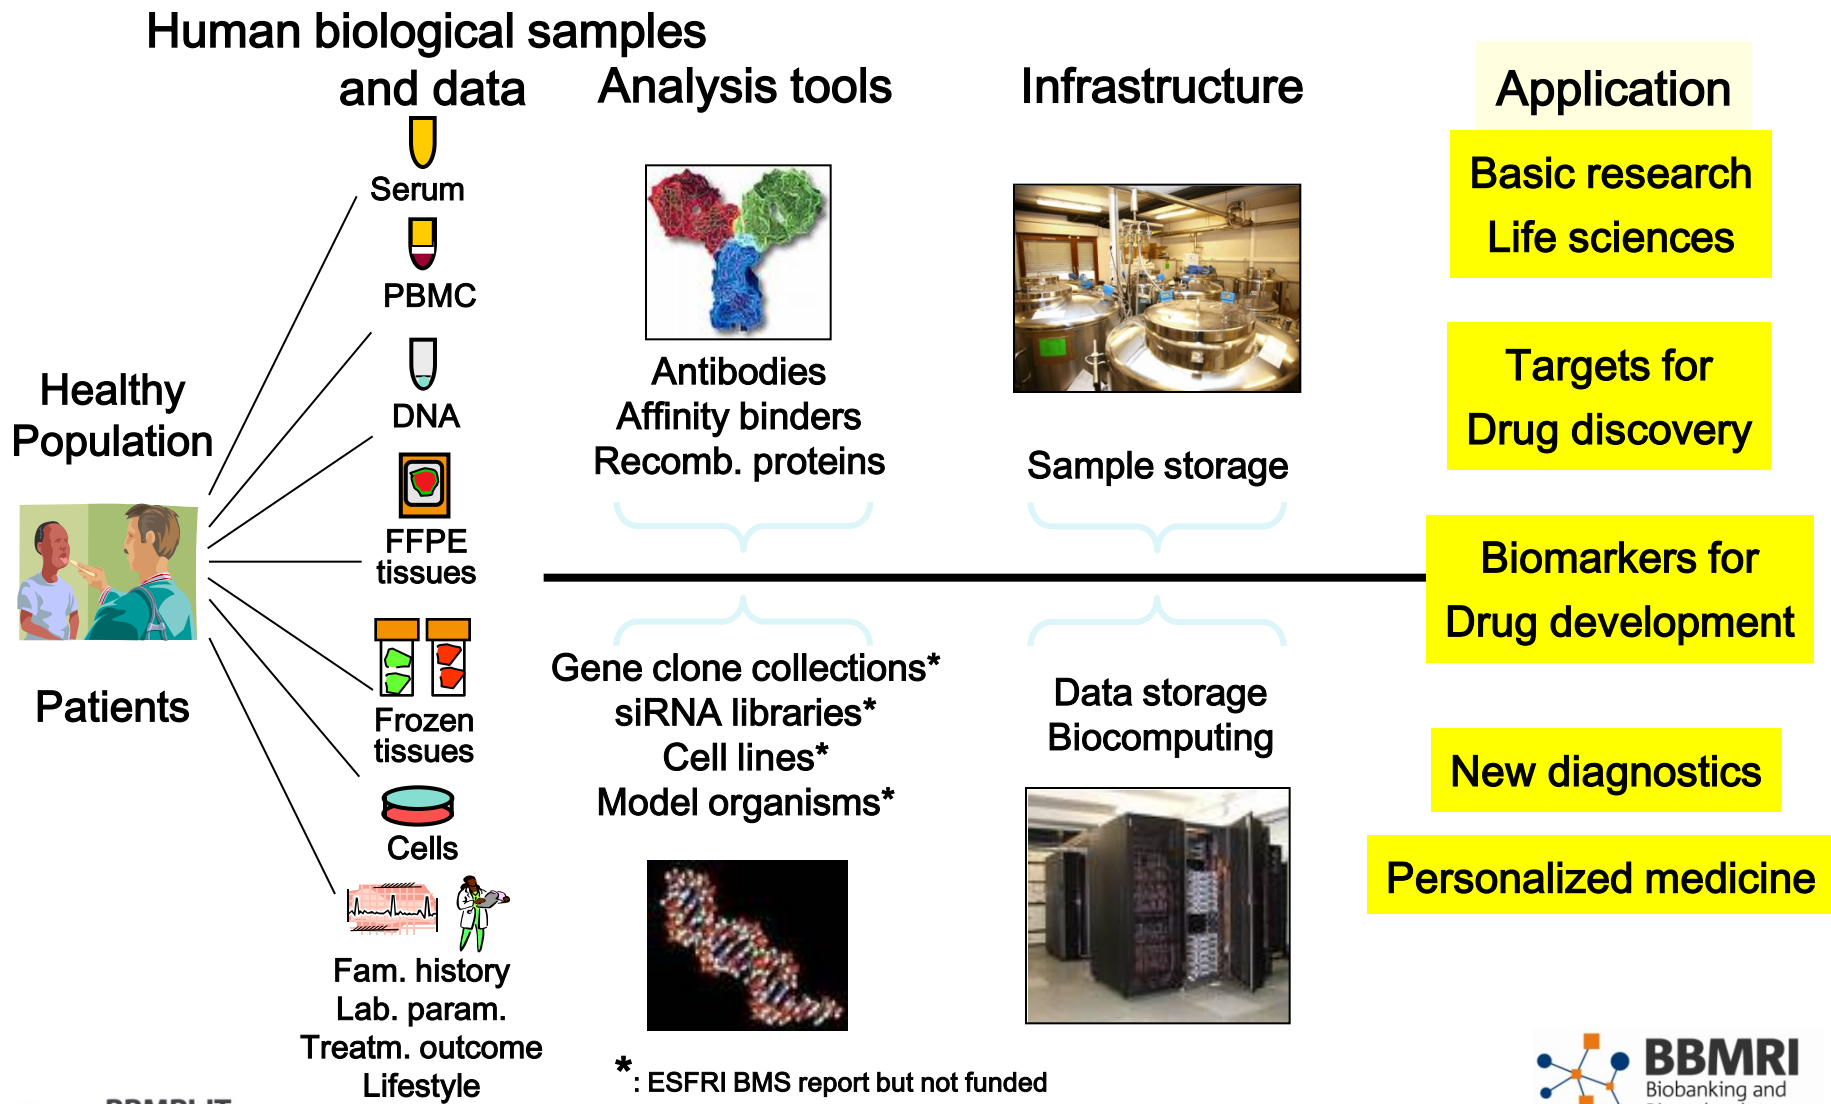 Human biological samples
and data
Analysis tools
Infrastructure
Application
Serum
PBMC
DNA
FFPE
tissues
Frozen
tissues
Cells
Fam. history
Lab. param.
Treatm. outcome
Lifestyle
Healthy
Population
Patients
Antibodies
Affinity binders
Recomb. proteins
Gene clone collections*
siRNA libraries*
Cell lines*
Model organisms*
*: ESFRI BMS report but not funded
Sample storage
Data storage
Biocomputing
Basic research
Life sciences
Targets for
Drug discovery
Biomarkers for
Drug development
New diagnostics
Personalized medicine
BBMRI
Biobanking and